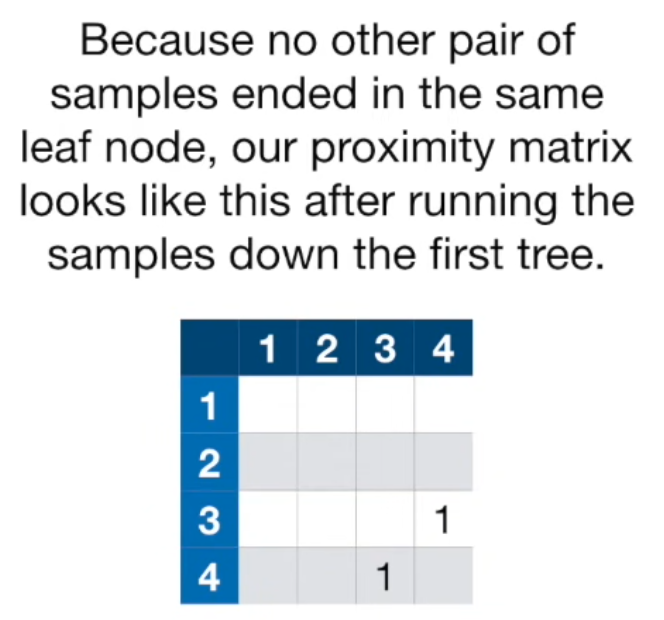 Because no other pair of
samples ended in the same
leaf node, our proximity matrix
looks like this after running the
samples down the first tree.
1 2 3 4
1
2
3 1
4 1